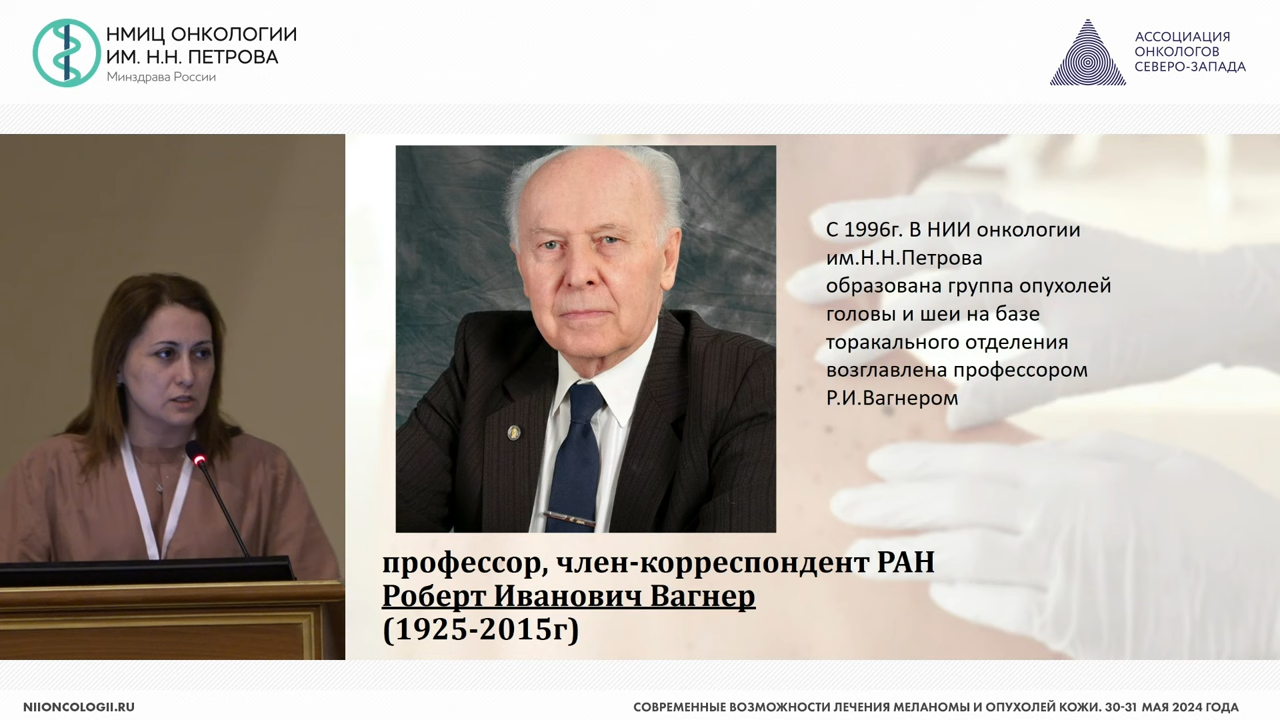 НМИЦ ОНКОЛОГИИ
ИМ. Н.Н. ПЕТРОВА
Минздрава России
АССОЦИАЦИЯ
ОНКОЛОГОВ
СЕВЕРО-ЗАПАДА
С 1996г. В НИИ онкологии
им.Н.Н.Петрова
образована группа опухолей
головы и шеи на базе
торакального отделения
возглавлена профессором
Р.И.Вагнером
профессор, член-корреспондент РАН
Роберт Иванович Вагнер
(1925-2015г)
NIIONCOLOGII.RU
СОВРЕМЕННЫЕ ВОЗМОЖНОСТИ ЛЕЧЕНИЯ МЕЛАНОМЫ И ОПУХОЛЕЙ КОЖИ. 30-31 МАЯ 2024 ГОДА